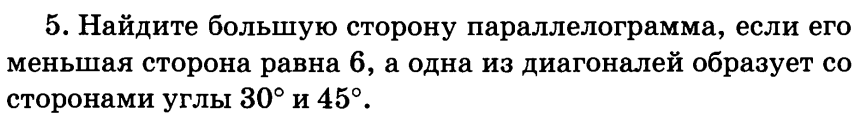 5. Найдите большую сторону параллелограмма, если его
меньшая сторона равна 6, а одна из диагоналей образует со
сторонами углы 30° и 45°.